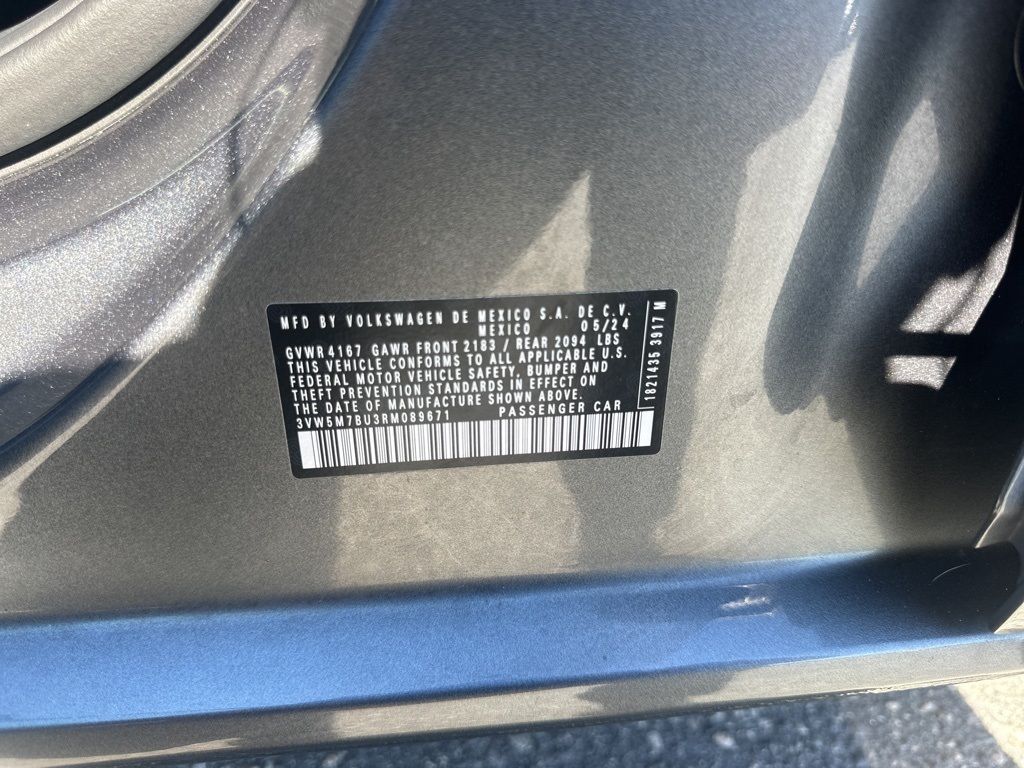 MFD BY VOLKSWAGEN DE MEXICO S.A. DE C.V.
MEXICO 05/24
GVWR 4167 GAWR FRONT 2183 / REAR 2094 LBS
THIS VEHICLE CONFORMS TO ALL APPLICABLE U.S.
FEDERAL MOTOR VEHICLE SAFETY, BUMPER AND
THEFT PREVENTION STANDARDS IN EFFECT ON
THE DATE OF MANUFACTURE SHOWN ABOVE.
3VW5M7BU3RM089671 PASSENGER CAR
1821435 3917 M